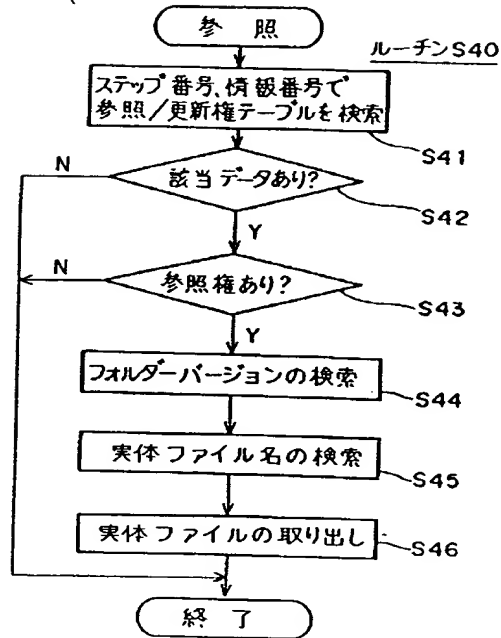 参照
ルーチンS40
ステップ番号、情報番号で
参照/更新権テーブルを検索
S41
N
該当データあり?
S42
Y
N
参照権あり?
S43
Y
フォルダーバージョンの検索
S44
実体ファイル名の検索
S45
実体ファイルの取り出し
S46
終了